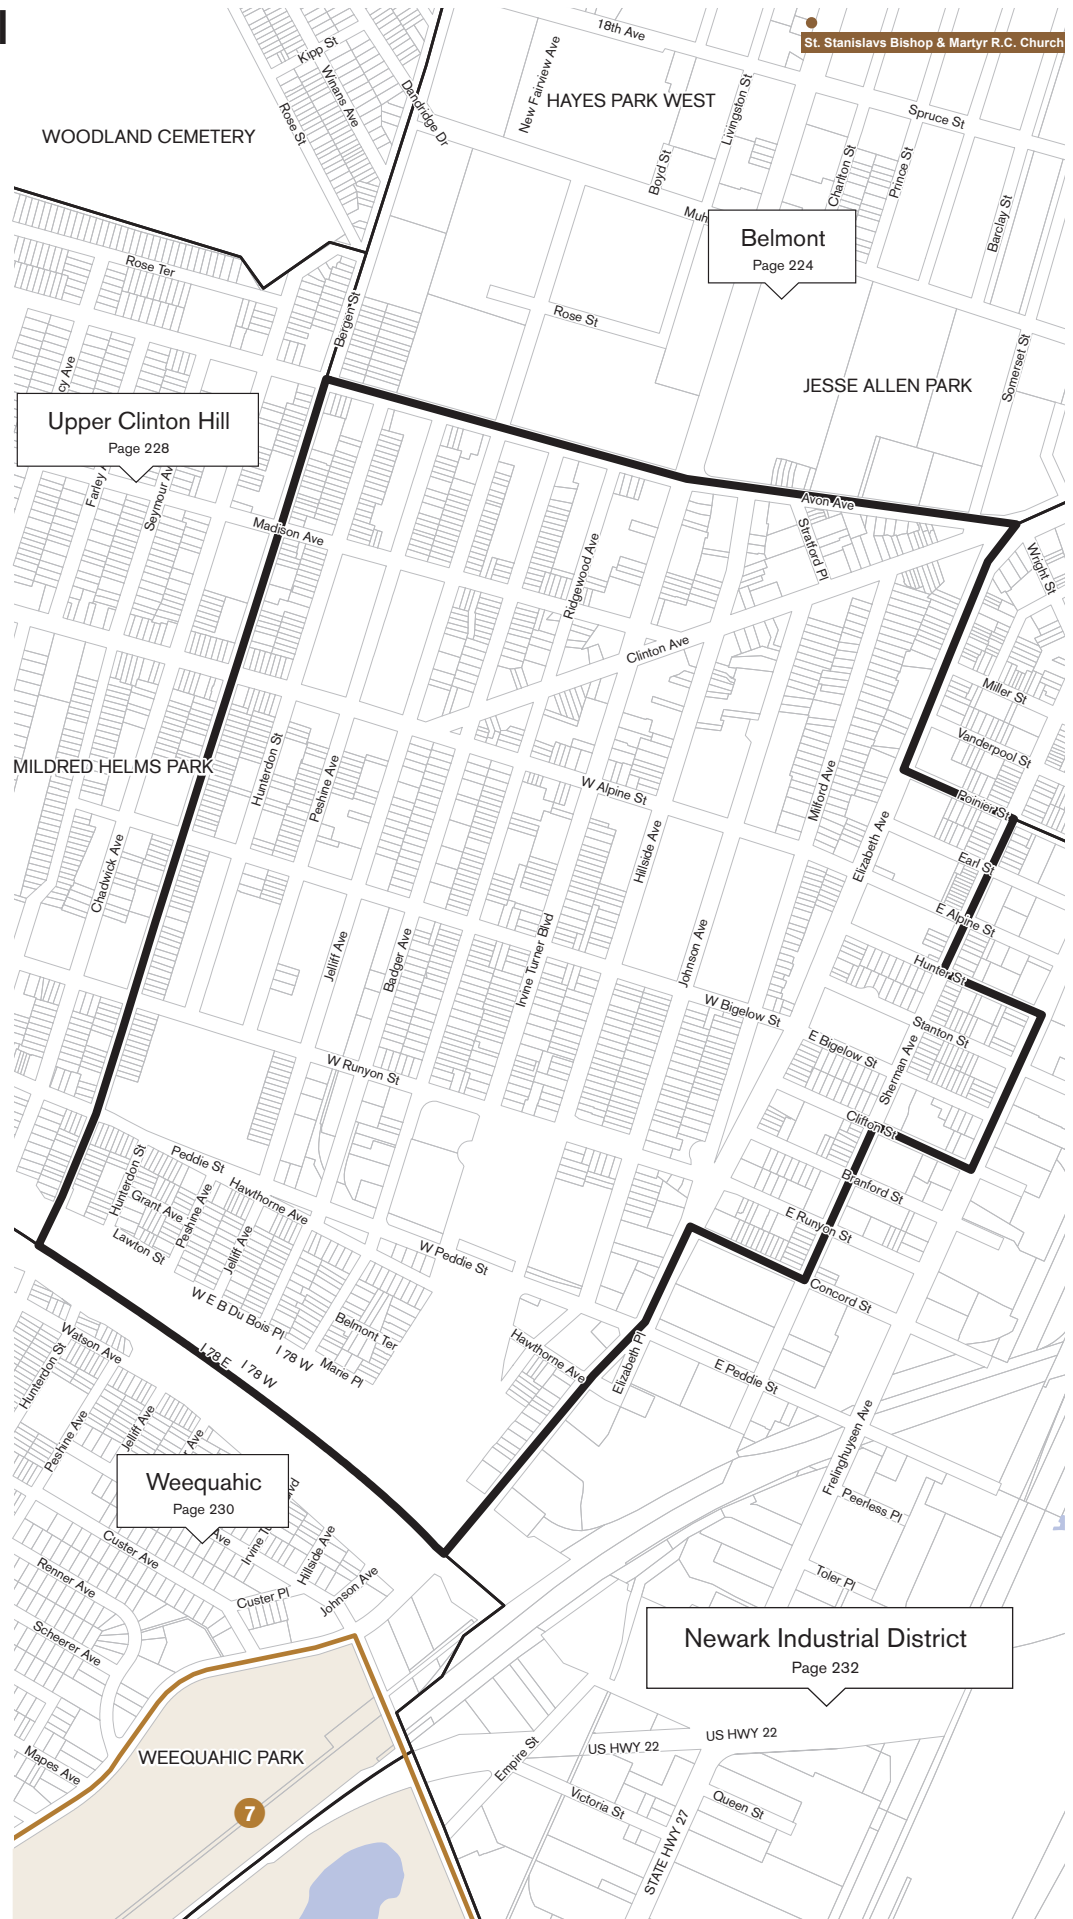 18th Ave
St. Stanislavs Bishop & Martyr R.C. Church
Kipp St
Winans Ave
Rose St
Dandridge Dr
New Fairview Ave
HAYES PARK WEST
Livingston St
Boyd St
Charlton St
Prince St
Spruce St
Barclay St
WOODLAND CEMETERY
Muh
Belmont
Page 224
Rose Ter
Bergen St
Rose St
Somerset St
JESSE ALLEN PARK
cy Ave
Upper Clinton Hill
Page 228
Farley
Seymour Av
Madison Ave
Avon Ave
Stratford Pl
Ridgewood Ave
Wright St
Clinton Ave
Miller St
Vanderpool St
MILDRED HELMS PARK
Hunterdon St
Peshine Ave
W Alpine St
Milford Ave
Poinier St
Hillside Ave
Elizabeth Ave
Earl St
Chadwick Ave
E Alpine St
Jelliff Ave
Badger Ave
Irvine Turner Blvd
Johnson Ave
Hunter St
W Bigelow St
Stanton St
E Bigelow St
Sherman Ave
W Runyon St
Clifton St
Peddie St
Hunterdon St
Grant Ave
Peshine Ave
Hawthorne Ave
Branford St
E Runyon St
Lawton St
Jelliff Ave
W Peddie St
W E B Du Bois Pl
Concord St
Belmont Ter
Watson Ave
Hunterdon St
I 78 E
I 78 W
I 78 W
Marie Pl
Hawthorne Ave
Elizabeth Pl
E Peddie St
Peshine Ave
Jelliff Ave
r Ave
Frelinghuysen Ave
Weequahic
Page 230
vd
Peerless Pl
Custer Ave
Ave
Irvine Tu
Hillside Ave
Renner Ave
Custer Pl
Johnson Ave
Toler Pl
Scheerer Ave
Newark Industrial District
Page 232
WEEQUAHIC PARK
Mapes Ave
Empire St
US HWY 22
US HWY 22
7
Victoria St
Queen St
STATE HWY 27